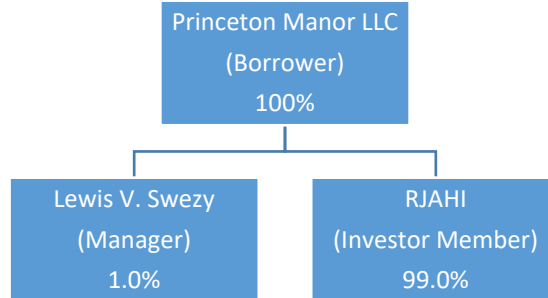 Princeton Manor LLC
(Borrower)
100%
Lewis V. Swezy
(Manager)
1.0%
RJAHI
(Investor Member)
99.0%